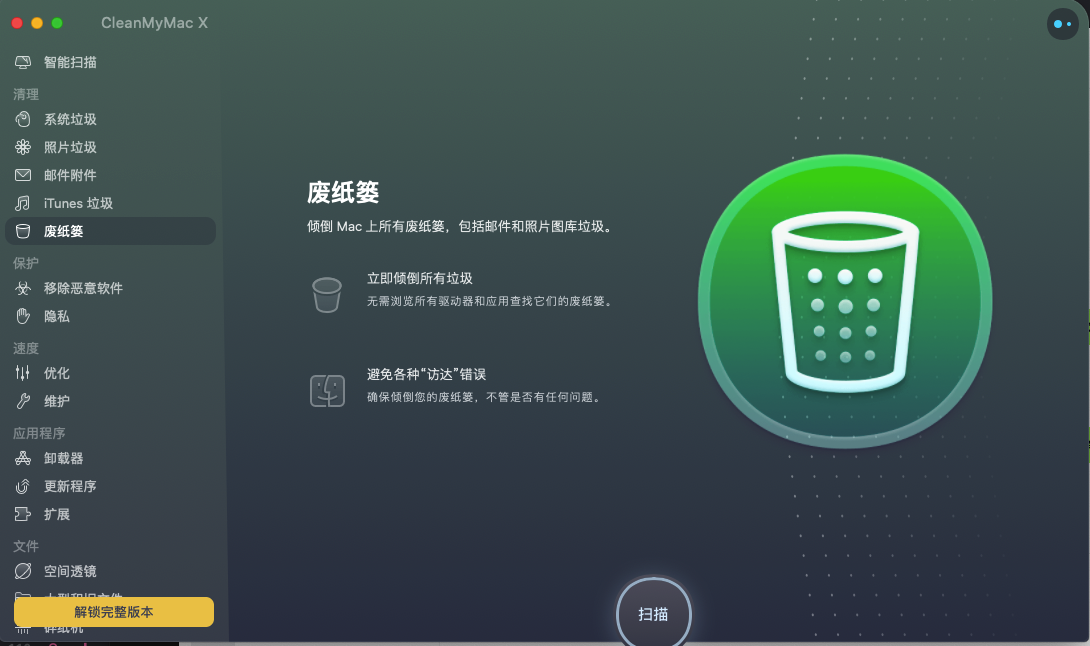 CleanMyMac X
智能扫描
清理
系统垃圾
照片垃圾
邮件附件
iTunes 垃圾
废纸篓
保护
移除恶意软件
隐私
速度
优化
维护
应用程序
卸载器
更新程序
扩展
文件
空间透镜
解锁完整版本
废纸篓
倾倒 Mac 上所有废纸篓，包括邮件和照片图库垃圾。
立即倾倒所有垃圾
无需浏览所有驱动器和应用查找它们的废纸篓。
避免各种“访达”错误
确保倾倒您的废纸篓，不管是否有任何问题。
扫描